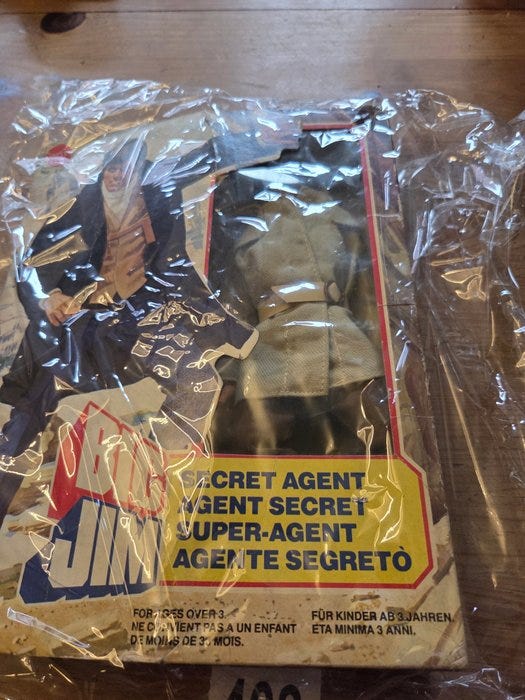 BIG
JIM
SECRET AGENT
AGENT SECRET
SUPER-AGENT
AGENTE SEGRETÒ
FOR AGES OVER 3.
NE CONVIENT PAS A UN ENFANT
DE MOINS DE 36 MOIS.
FÜR KINDER AB 3 JAHREN.
ETA MINIMA 3 ANNI.